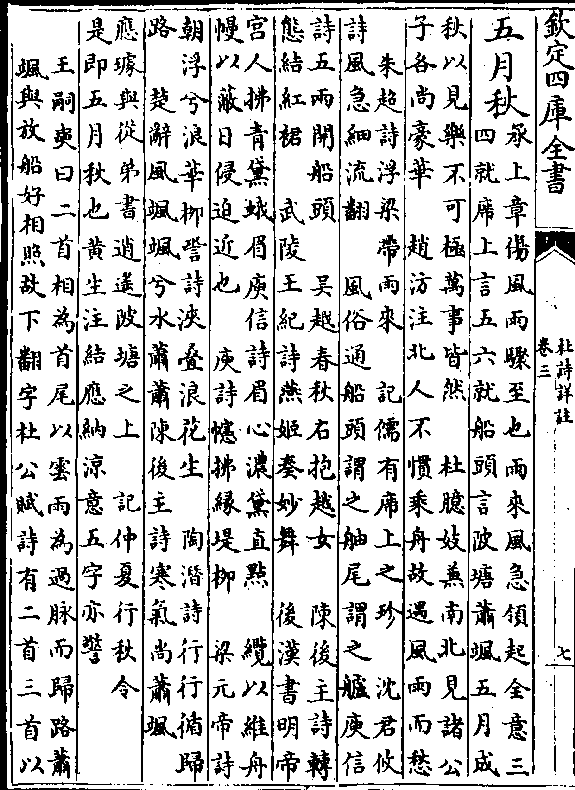 欽定四庫全書
杜詩詳註
卷三
七
五月秋
承上章傷風雨驟至也雨來風急領起全意三
四就席上言五六就船頭言陂塘蕭颯五月成
秋以見樂不可極萬事皆然　杜臆妓兼南北見諸公
子各尚豪華　趙汸注北人不慣乘舟故遇風雨而愁
朱超詩浮梁帶雨來　記儒有席上之珍　沈君攸
詩風急細流翻　風俗通船頭謂之舳尾謂之艫庾信
詩五雨開船頭　吳越春秋右抱越女　陳後主詩轉
態結紅裙　武陵王紀詩燕姬奏妙舞　後漢書明帝
宮人拂青黛蛾眉庾信詩眉心濃黛直點　纜以維舟
幔以蔽日侵迫近也　庾詩幰拂緣堤柳　梁元帝詩
朝浮兮浪華柳䛒詩浹疊浪花生　陶潛詩行行循歸
路　楚辭風颯颯兮水蕭蕭陳後主詩寒氣尚蕭颯
應璩與從弟書逍遙陂塘之上　記仲夏行秋令
是即五月秋也黃生注結應納涼意五字亦警
王嗣奭曰二首相為首尾以雲雨為過脉而歸路蕭
颯與放船好相照故下翻字杜公賦詩有二首三首以